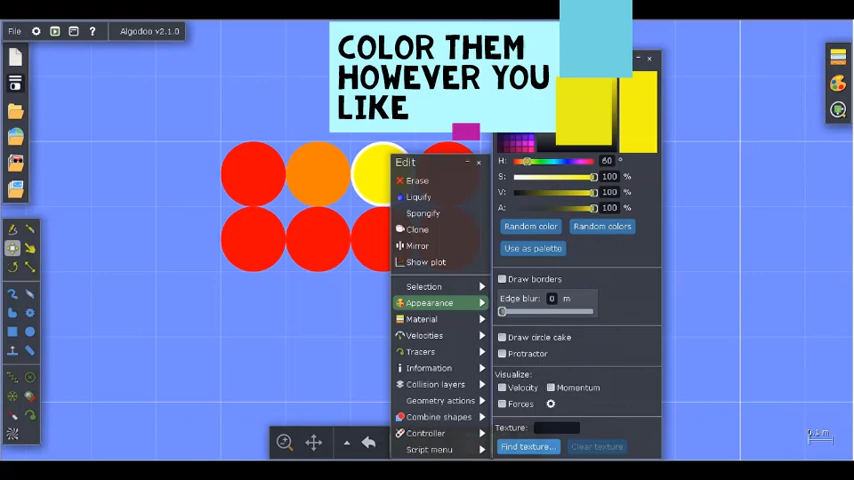 File
Algodoo v2.1.0
COLOR THEM
HOWEVER YOU
LIKE
Edit
Erase
Liquify
Spongify
Clone
Mirror
Show plot
Selection
Appearance
Material
Velocities
Tracers
Information
Collision layers
Geometry actions
Combine shapes
Controller
Script menu
H: 60 °
S: 100 %
V: 100 %
A: 100 %
Random color
Random colors
Use as palette
Draw borders
Edge blur: 0 m
Draw circle cake
Protractor
Visualize:
Velocity
Momentum
Forces
Texture:
Find texture...
Clear texture